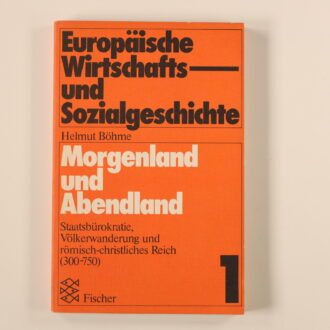 Europäische
Wirtschafts—
und
Sozialgeschichte
Helmut Böhme
Morgenland
und
Abendland
Staatsbürokratie,
Völkerwanderung und
römisch-christliches Reich
(300-750)
1
Fischer